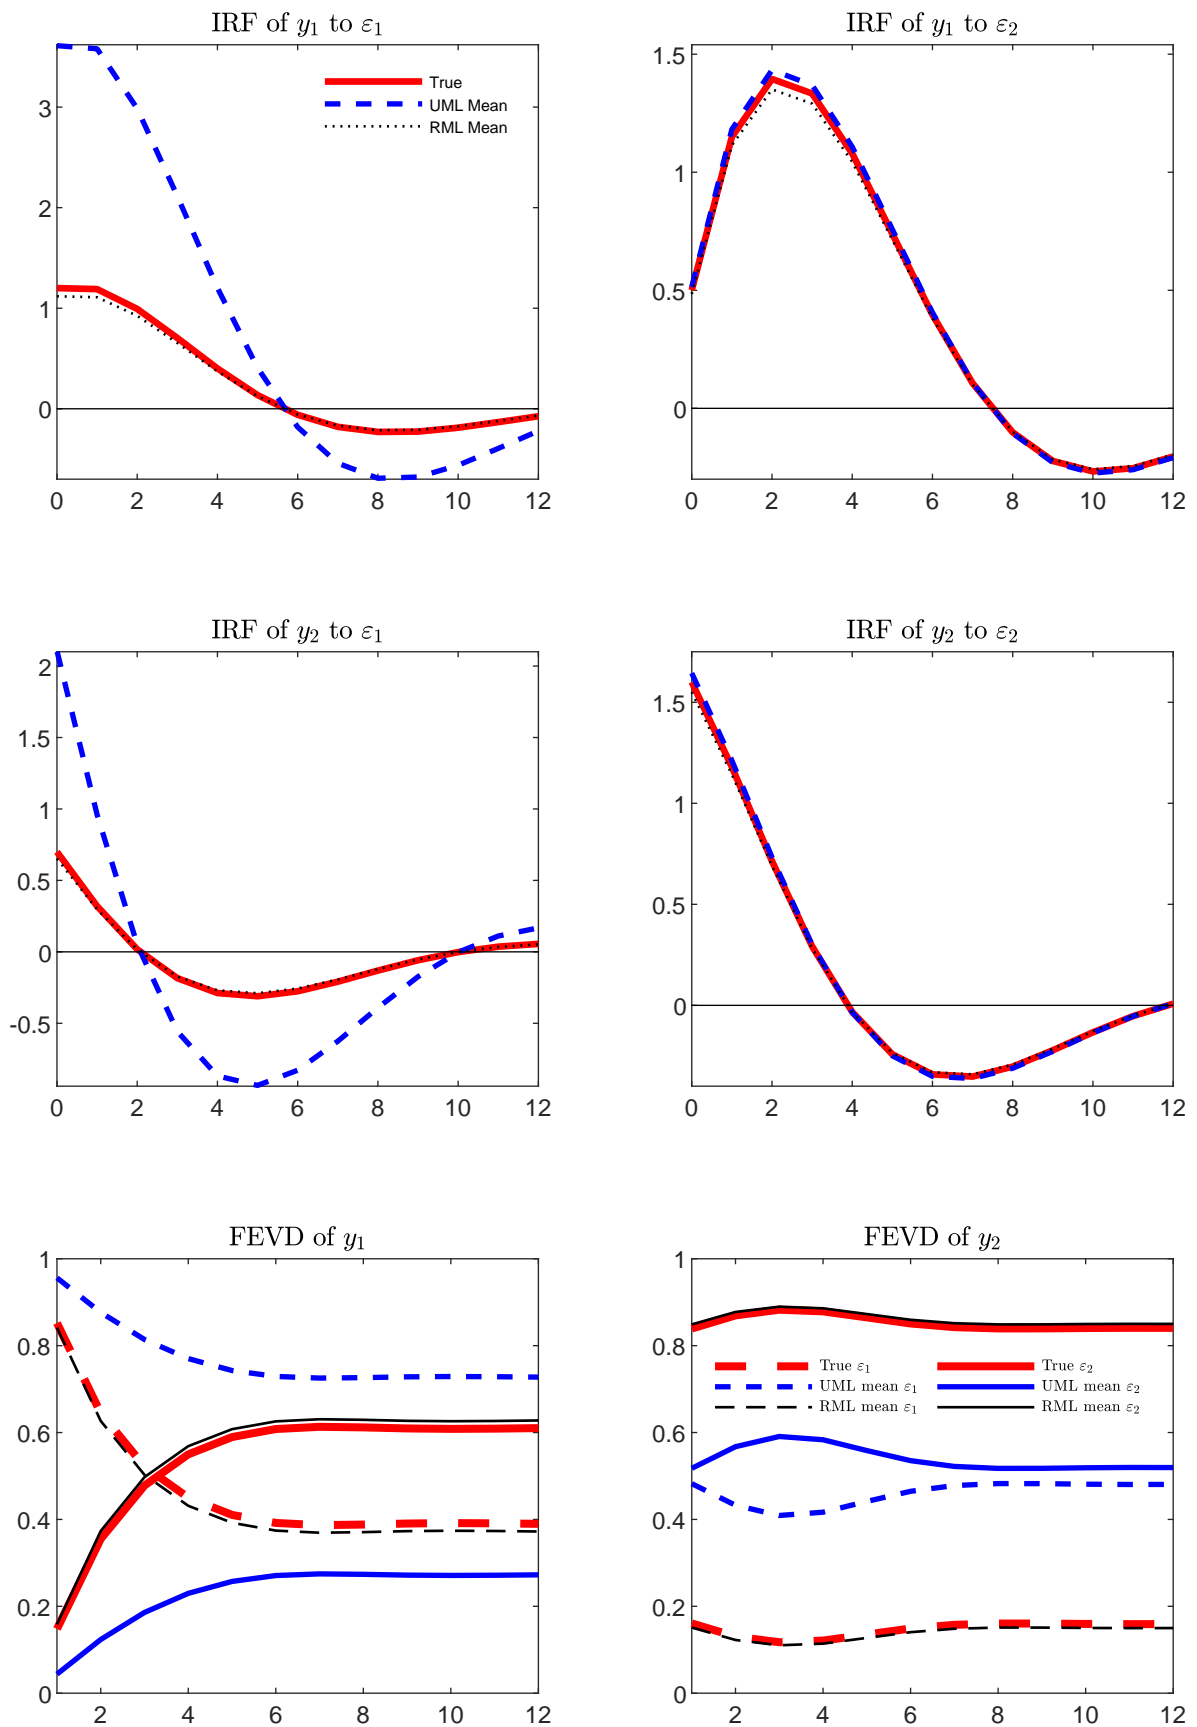 IRF of y₁ to ε₁
3
2
1
0
0 2 4 6 8 10 12
True
UML Mean
RML Mean
IRF of y₁ to ε₂
1.5
1
0.5
0
0 2 4 6 8 10 12
IRF of y₂ to ε₁
2
1.5
1
0.5
0
-0.5
0 2 4 6 8 10 12
IRF of y₂ to ε₂
1.5
1
0.5
0
0 2 4 6 8 10 12
FEVD of y₁
1
0.8
0.6
0.4
0.2
0
2 4 6 8 10 12
FEVD of y₂
1
0.8
0.6
0.4
0.2
0
2 4 6 8 10 12
True ε₁ True ε₂
UML mean ε₁ UML mean ε₂
RML mean ε₁ RML mean ε₂